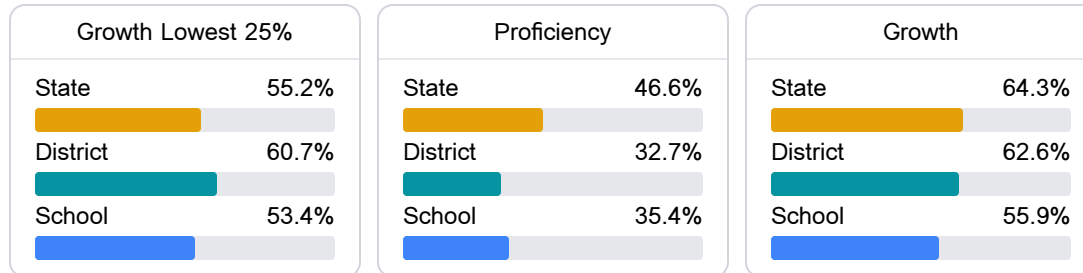 Growth Lowest 25%
State 55.2%
District 60.7%
School 53.4%
Proficiency
State 46.6%
District 32.7%
School 35.4%
Growth
State 64.3%
District 62.6%
School 55.9%